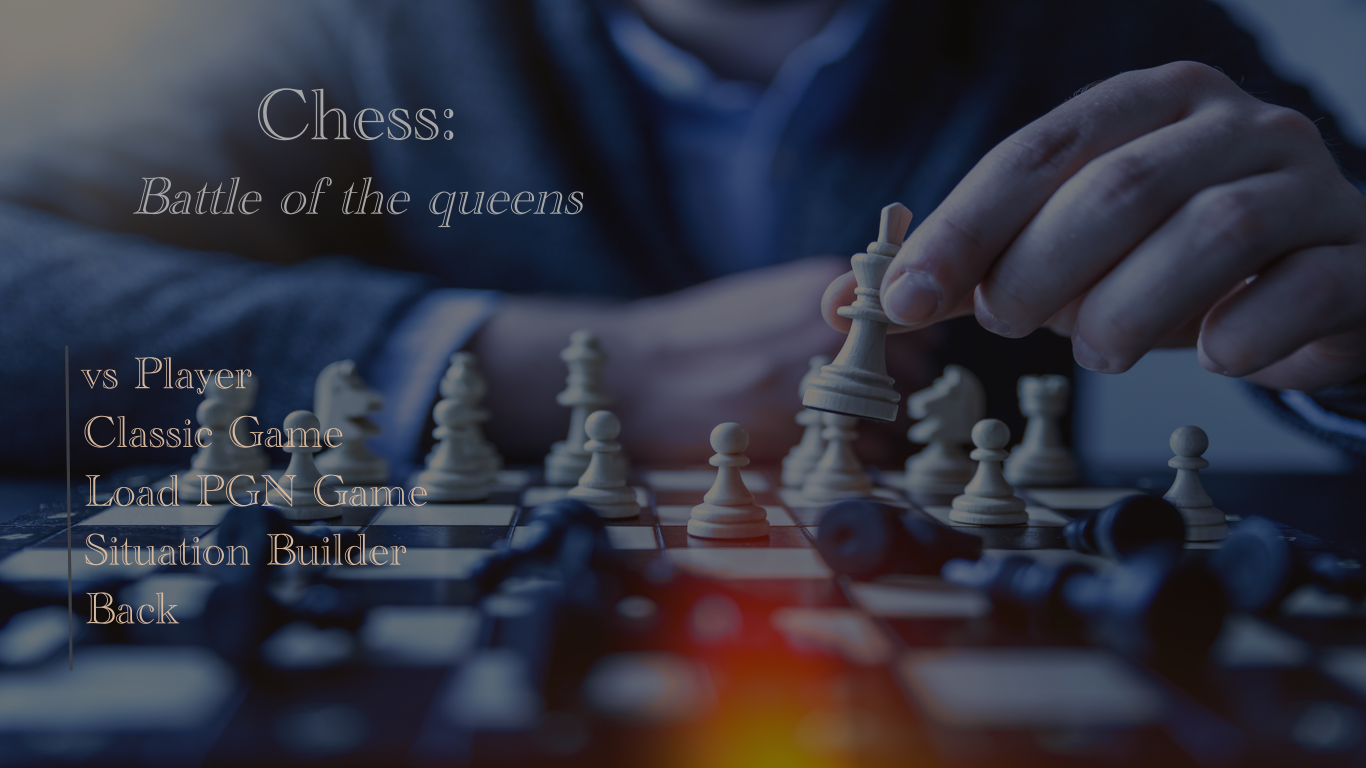 Chess:
Battle of the queens
vs Player
Classic Game
Load PGN Game
Situation Builder
Back